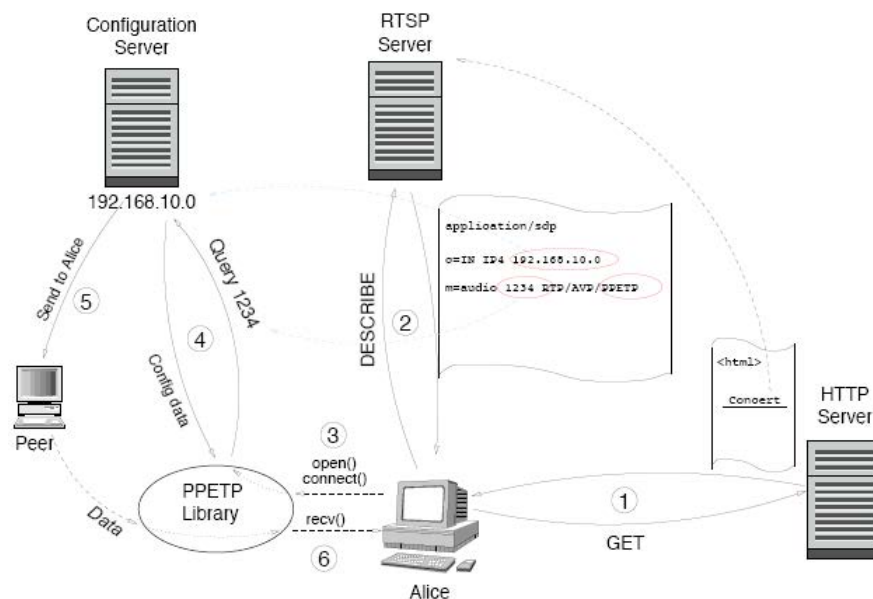 Configuration
Server
RTSP
Server
192.168.10.0
application/sdp
c=IN IP4 192.168.10.0
m=audio 1234 RTP/AVP/PPETP
Send to Alice
5
Query 1234
4
Config data
DESCRIBE
2
<html>
Concert
HTTP
Server
Peer
3
open()
connect()
PPETP
Library
recv()
6
Data
1
GET
Alice